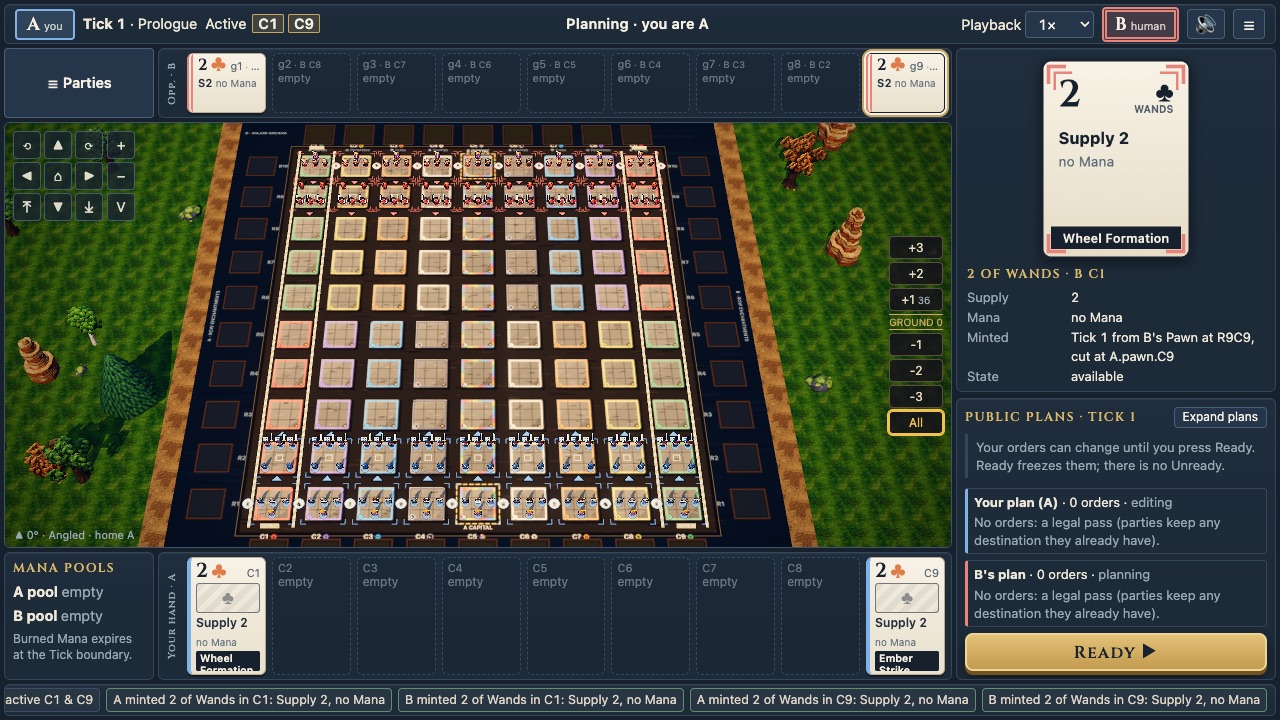 A you
Tick 1 · Prologue Active C1 C9
Planning · you are A
Playback 1×
B human
≡ Parties
OPP. · B
2 ♣ g1 · ...
S2 no Mana
g2 · B C8
empty
g3 · B C7
empty
g4 · B C6
empty
g5 · B C5
empty
g6 · B C4
empty
g7 · B C3
empty
g8 · B C2
empty
2 ♣ g9 · ...
S2 no Mana
V
+3
+2
+1 36
GROUND 0
-1
-2
-3
All
A CAPITAL
▲ 0° · Angled · home A
2
WANDS
Supply 2
no Mana
Wheel Formation
2 OF WANDS · B C1
Supply 2
Mana no Mana
Minted Tick 1 from B's Pawn at R9C9,
cut at A.pawn.C9
State available
PUBLIC PLANS · TICK 1
Expand plans
Your orders can change until you press Ready.
Ready freezes them; there is no Unready.
Your plan (A) · 0 orders · editing
No orders: a legal pass (parties keep any
destination they already have).
B's plan · 0 orders · planning
No orders: a legal pass (parties keep any
destination they already have).
READY ▶
MANA POOLS
A pool empty
B pool empty
Burned Mana expires
at the Tick boundary.
YOUR HAND · A
2 ♣ C1
Supply 2
no Mana
Wheel
Formation
C2
empty
C3
empty
C4
empty
C5
empty
C6
empty
C7
empty
C8
empty
2 ♣ C9
Supply 2
no Mana
Ember
Strike
active C1 & C9
A minted 2 of Wands in C1: Supply 2, no Mana
B minted 2 of Wands in C1: Supply 2, no Mana
A minted 2 of Wands in C9: Supply 2, no Mana
B minted 2 of Wands in C9: Supply 2, no Mana